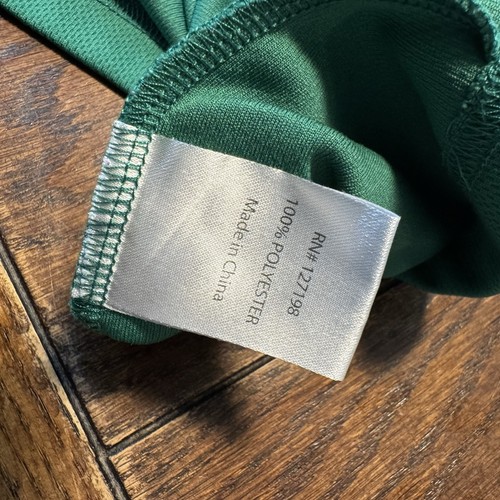 RN# 127198
100% POLYESTER
Made in China